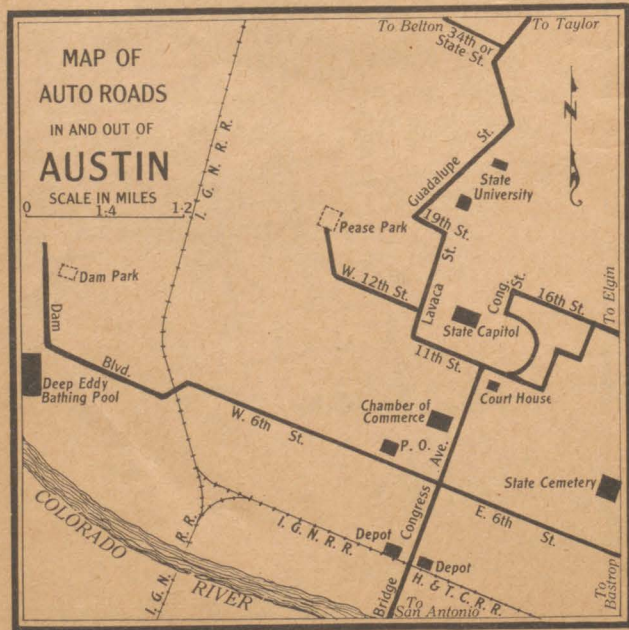 MAP OF
AUTO ROADS
IN AND OUT OF
AUSTIN
SCALE IN MILES
0 1·4 1·2
I. G. N. R. R.
To Belton
34th or
State St.
To Taylor
N
Guadalupe St.
State
University
19th St.
Pease Park
W. 12th St.
Lavaca St.
Cong. St.
16th St.
To Elgin
State Capitol
11th St.
Court House
Dam Park
Dam
Blvd.
Deep Eddy
Bathing Pool
Chamber of
Commerce
W. 6th St.
P. O.
Congress Ave.
State Cemetery
E. 6th St.
COLORADO
RIVER
I. G. N. R. R.
I. G. N. R. R.
Depot
Depot
H. & T. C. R. R.
Bridge
To
San Antonio
To
Bastrop